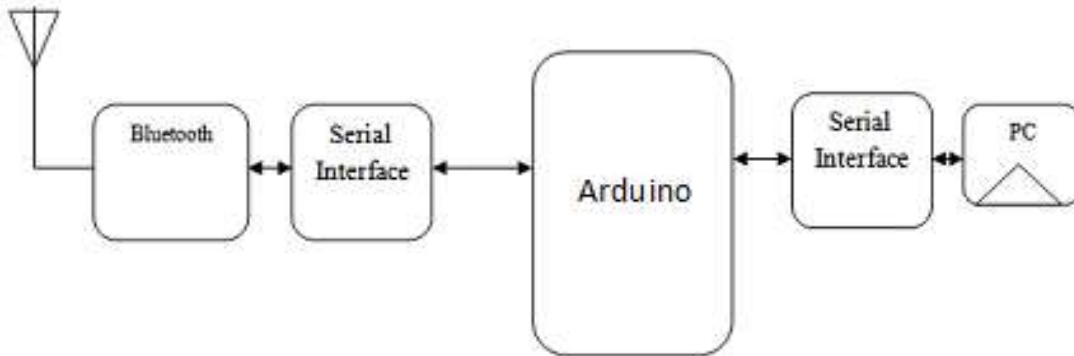 Bluetooth
Serial
Interface
Arduino
Serial
Interface
PC